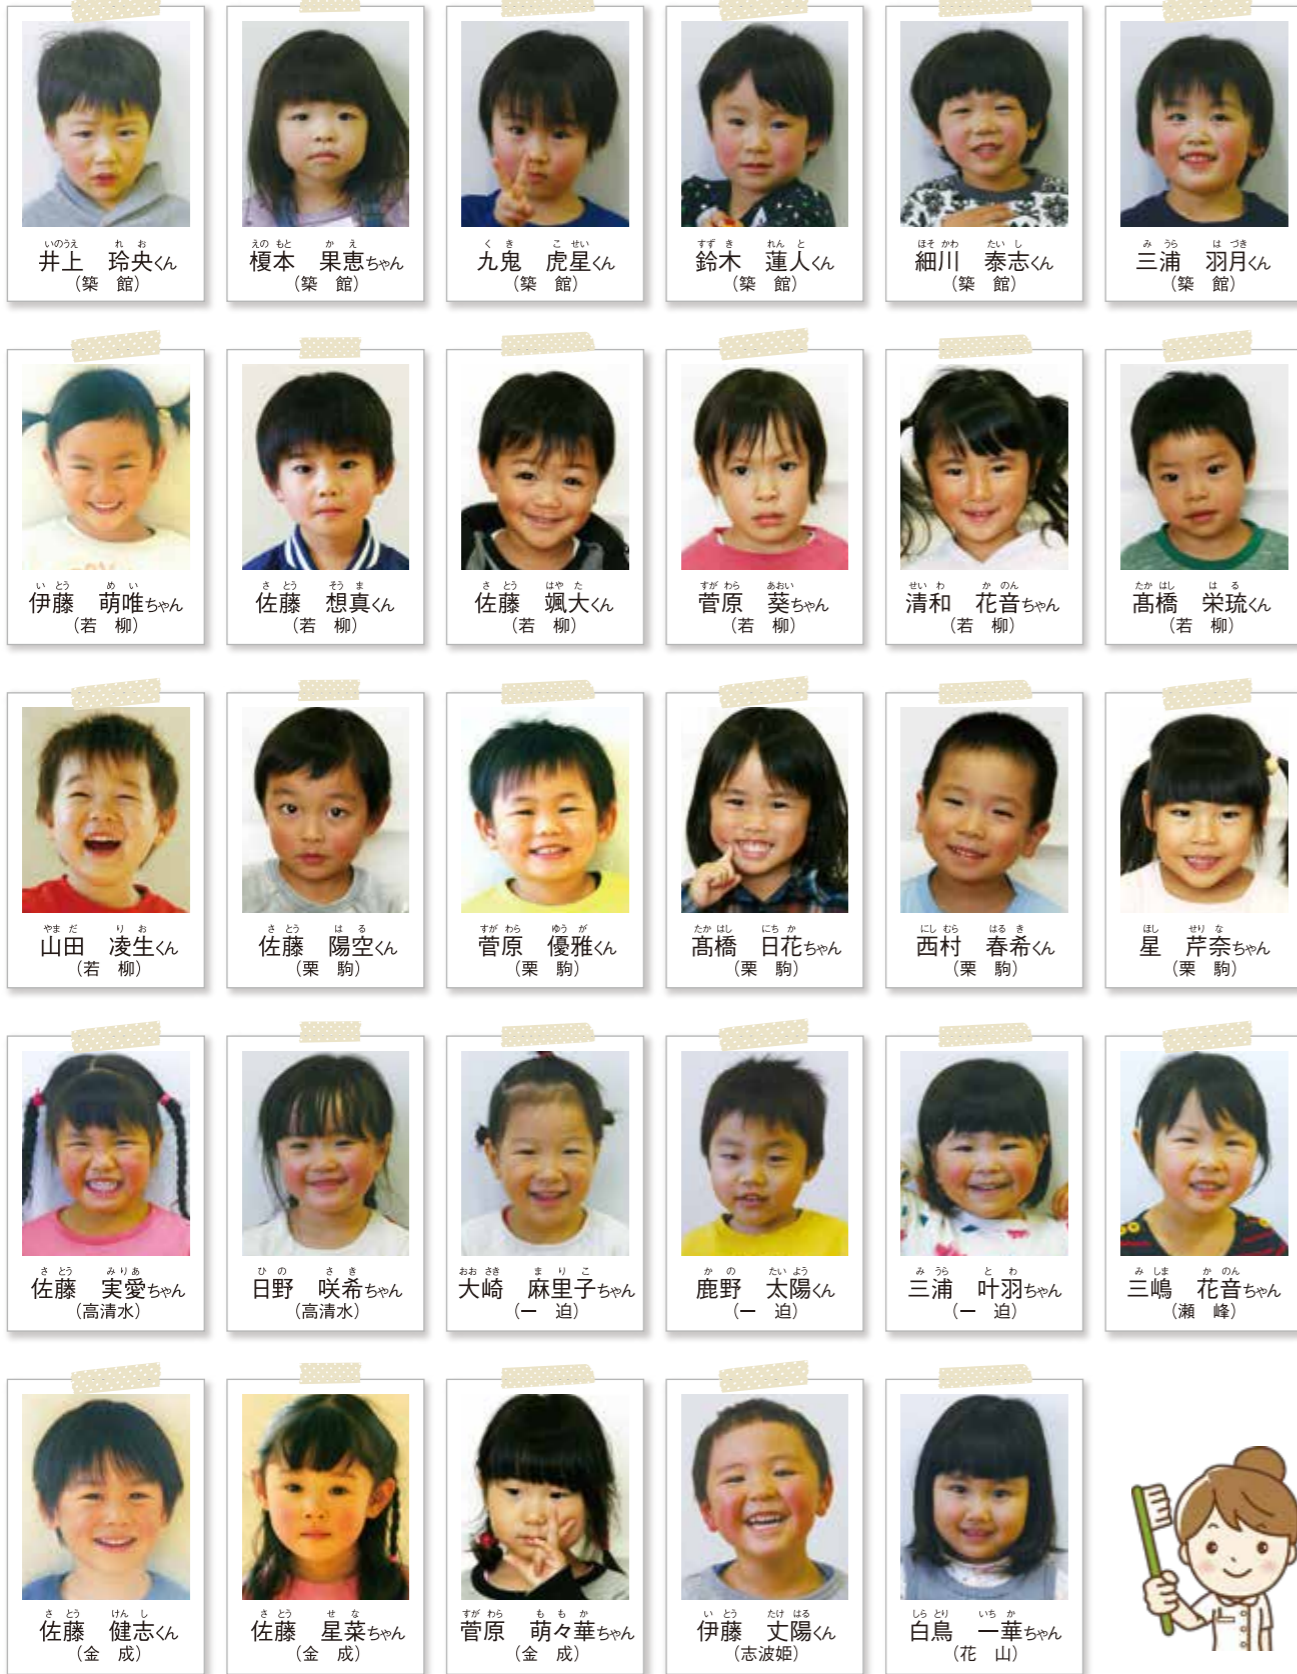 いのうえ　れお
井上　玲央くん
（築　館）
えのもと　かえ
榎本　果恵ちゃん
（築　館）
くき　こせい
九鬼　虎星くん
（築　館）
すずき　れんと
鈴木　蓮人くん
（築　館）
ほそかわ　たいし
細川　泰志くん
（築　館）
みうら　はづき
三浦　羽月くん
（築　館）
いとう　めい
伊藤　萌唯ちゃん
（若　柳）
さとう　そうま
佐藤　想真くん
（若　柳）
さとう　はやた
佐藤　颯大くん
（若　柳）
すがわら　あおい
菅原　葵ちゃん
（若　柳）
せいわ　かのん
清和　花音ちゃん
（若　柳）
たかはし　はる
髙橋　栄琉くん
（若　柳）
やまだ　りお
山田　凌生くん
（若　柳）
さとう　はる
佐藤　陽空くん
（栗　駒）
すがわら　ゆうが
菅原　優雅くん
（栗　駒）
たかはし　にちか
髙橋　日花ちゃん
（栗　駒）
にしむら　はるき
西村　春希くん
（栗　駒）
ほし　せりな
星　芹奈ちゃん
（栗　駒）
さとう　みりあ
佐藤　実愛ちゃん
（高清水）
ひの　さき
日野　咲希ちゃん
（高清水）
おおさき　まりこ
大崎　麻里子ちゃん
（一　迫）
かの　たいよう
鹿野　太陽くん
（一　迫）
みうら　とわ
三浦　叶羽ちゃん
（一　迫）
みしま　かのん
三嶋　花音ちゃん
（瀬　峰）
さとう　けんし
佐藤　健志くん
（金　成）
さとう　せな
佐藤　星菜ちゃん
（金　成）
すがわら　ももか
菅原　萌々華ちゃん
（金　成）
いとう　たけはる
伊藤　丈陽くん
（志波姫）
しらとり　いちか
白鳥　一華ちゃん
（花　山）